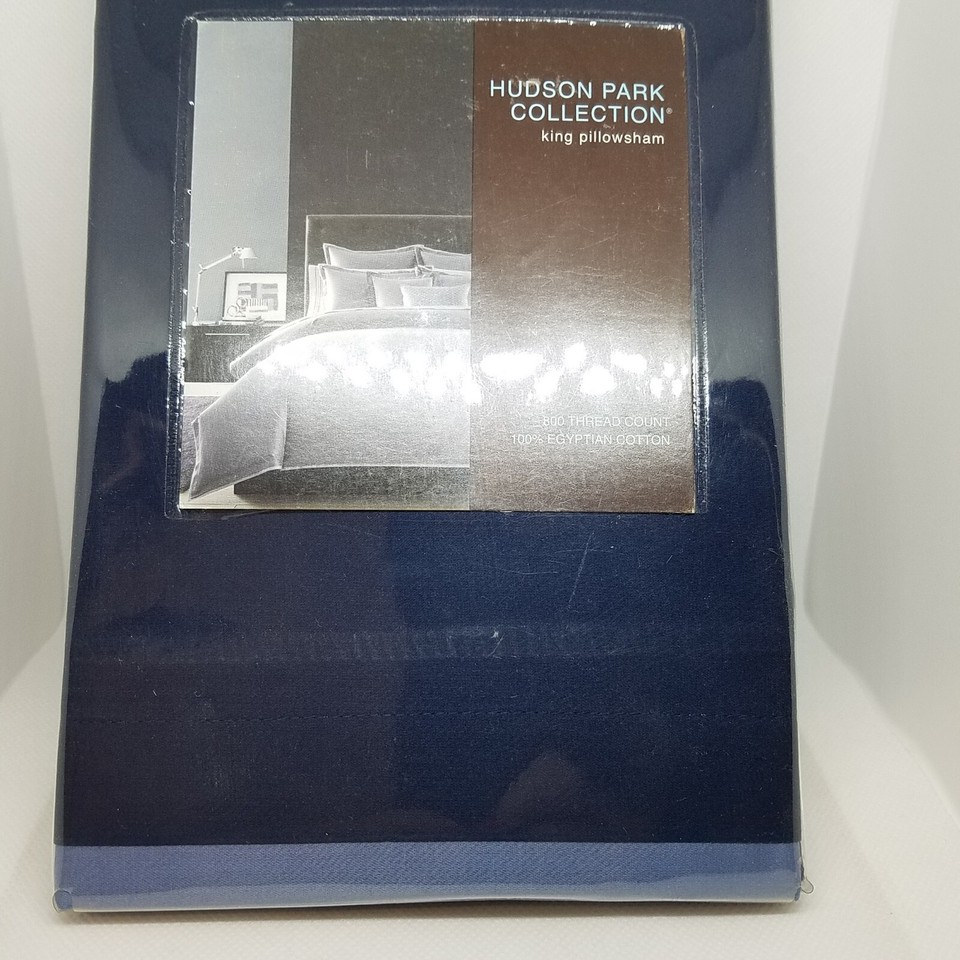 HUDSON PARK
COLLECTION®
king pillowsham
800 THREAD COUNT
100% EGYPTIAN COTTON